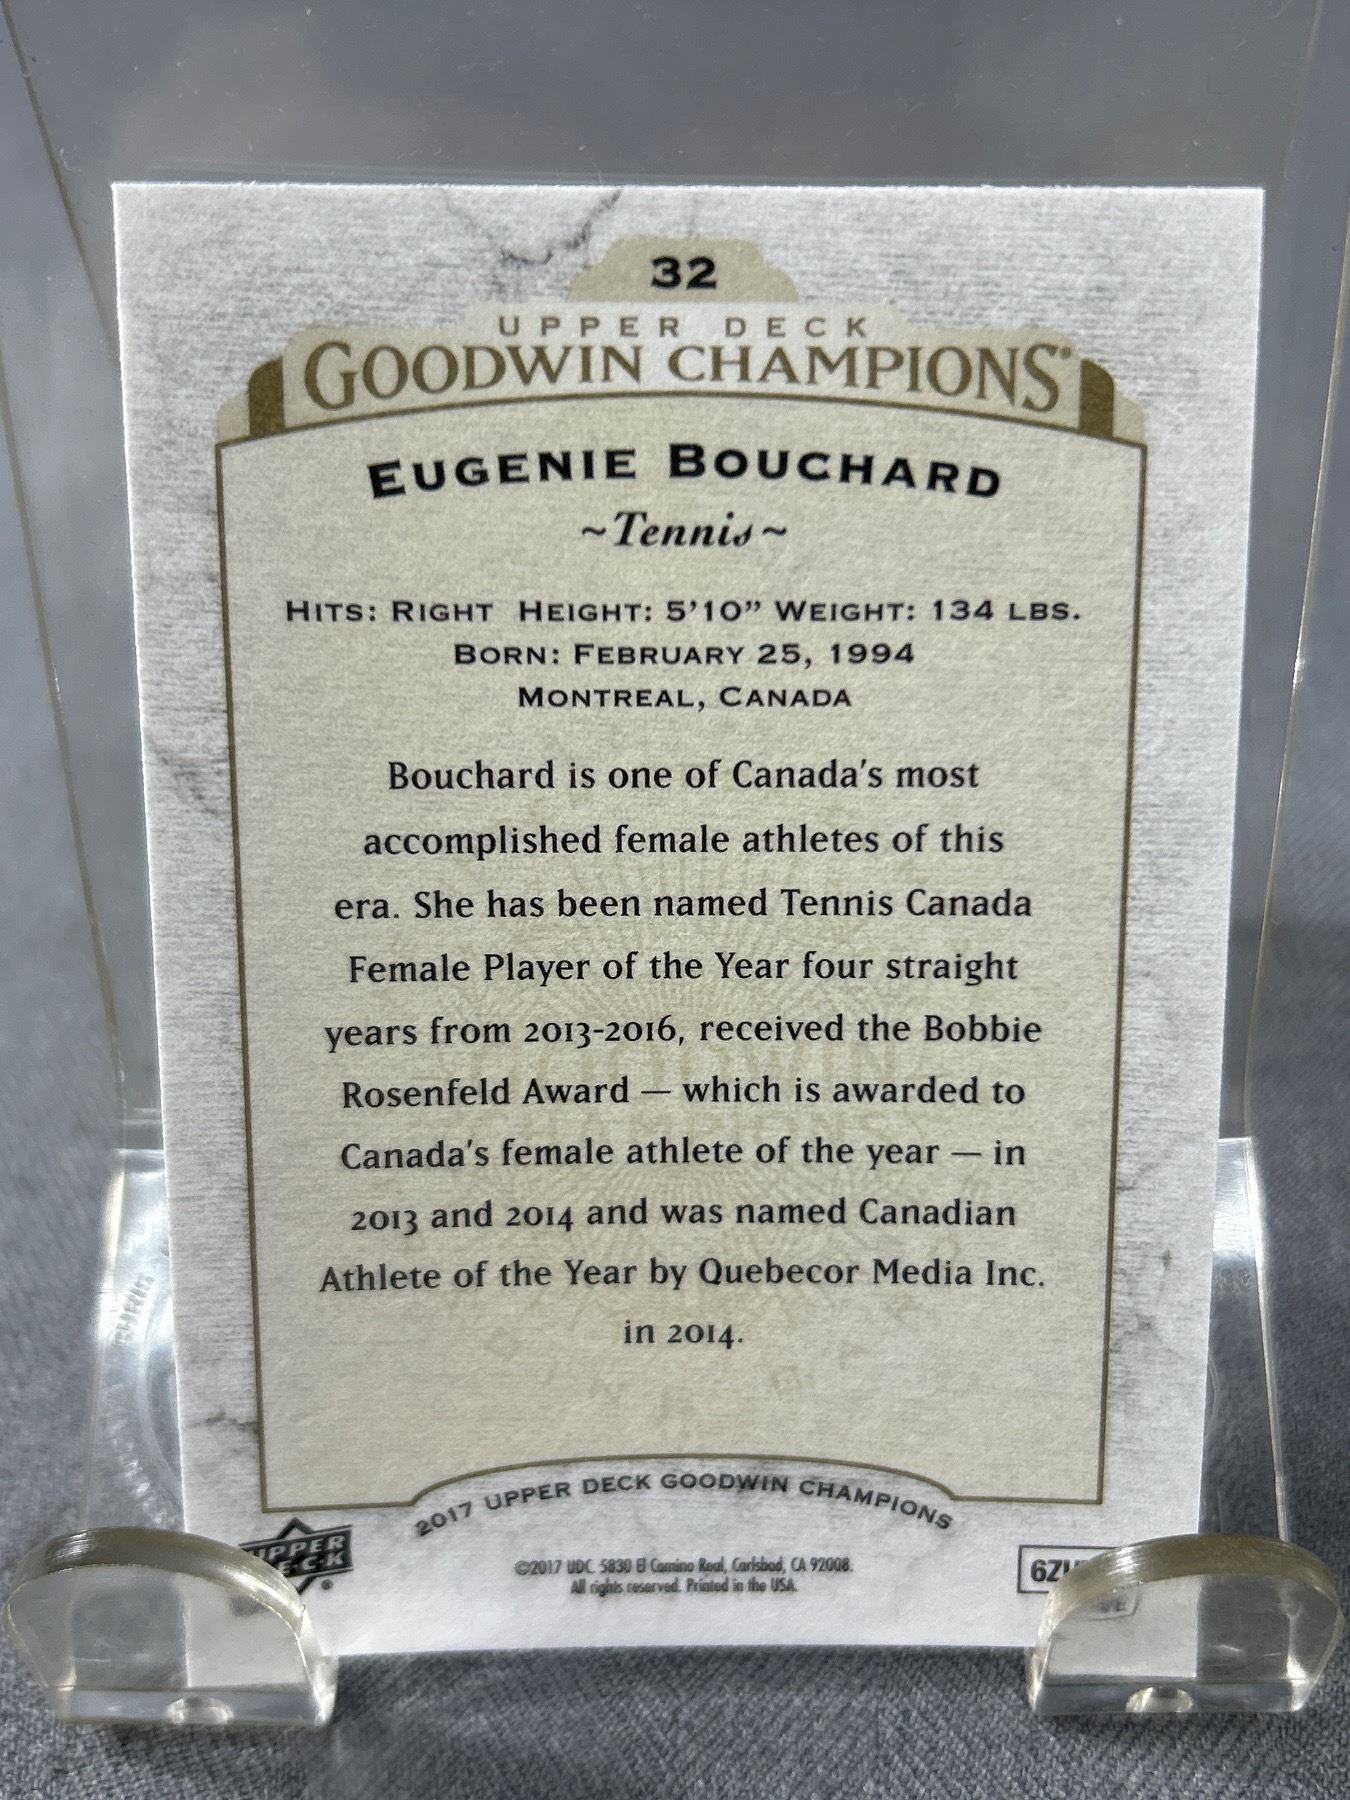 32
UPPER DECK
GOODWIN CHAMPIONS®
EUGENIE BOUCHARD
~Tennis~
HITS: RIGHT HEIGHT: 5'10" WEIGHT: 134 LBS.
BORN: FEBRUARY 25, 1994
MONTREAL, CANADA
Bouchard is one of Canada's most
accomplished female athletes of this
era. She has been named Tennis Canada
Female Player of the Year four straight
years from 2013-2016, received the Bobbie
Rosenfeld Award — which is awarded to
Canada's female athlete of the year — in
2013 and 2014 and was named Canadian
Athlete of the Year by Quebecor Media Inc.
in 2014.
2017 UPPER DECK GOODWIN CHAMPIONS
UPPER
DECK®
©2017 UDC. 5830 El Camino Real, Carlsbad, CA 92008.
All rights reserved. Printed in the USA.